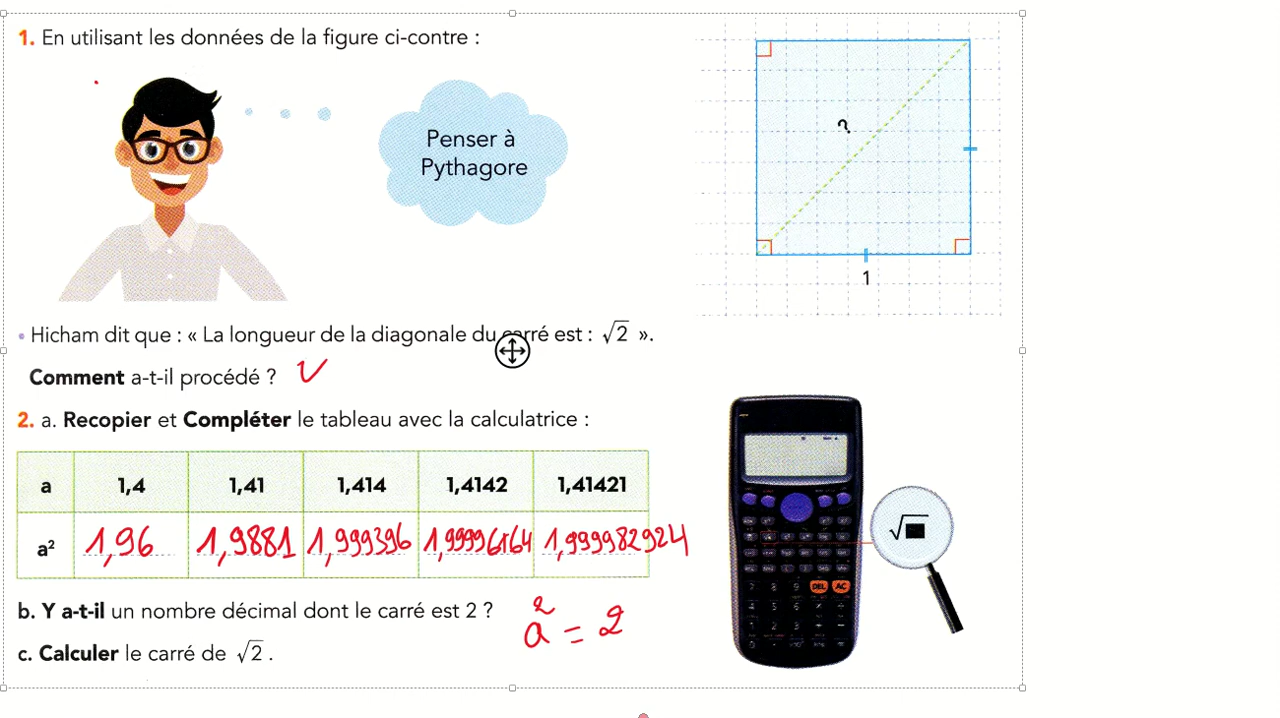 1. En utilisant les données de la figure ci-contre :
Penser à
Pythagore
?
1
• Hicham dit que : « La longueur de la diagonale du carré est : √2 ».
Comment a-t-il procédé ?
2. a. Recopier et Compléter le tableau avec la calculatrice :
a 1,4 1,41 1,414 1,4142 1,41421
a² 1,96 1,9881 1,999396 1,99996164 1,999982924
√■
DEL AC
b. Y a-t-il un nombre décimal dont le carré est 2 ?
a² = 2
c. Calculer le carré de √2 .